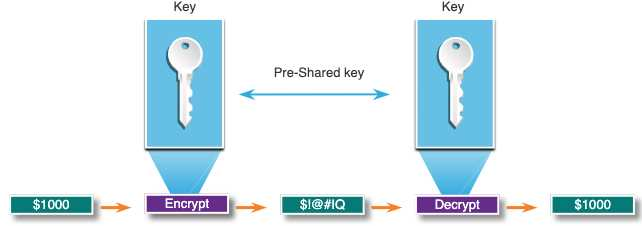 Key
Key
Pre-Shared key
$1000
Encrypt
$!@#IQ
Decrypt
$1000